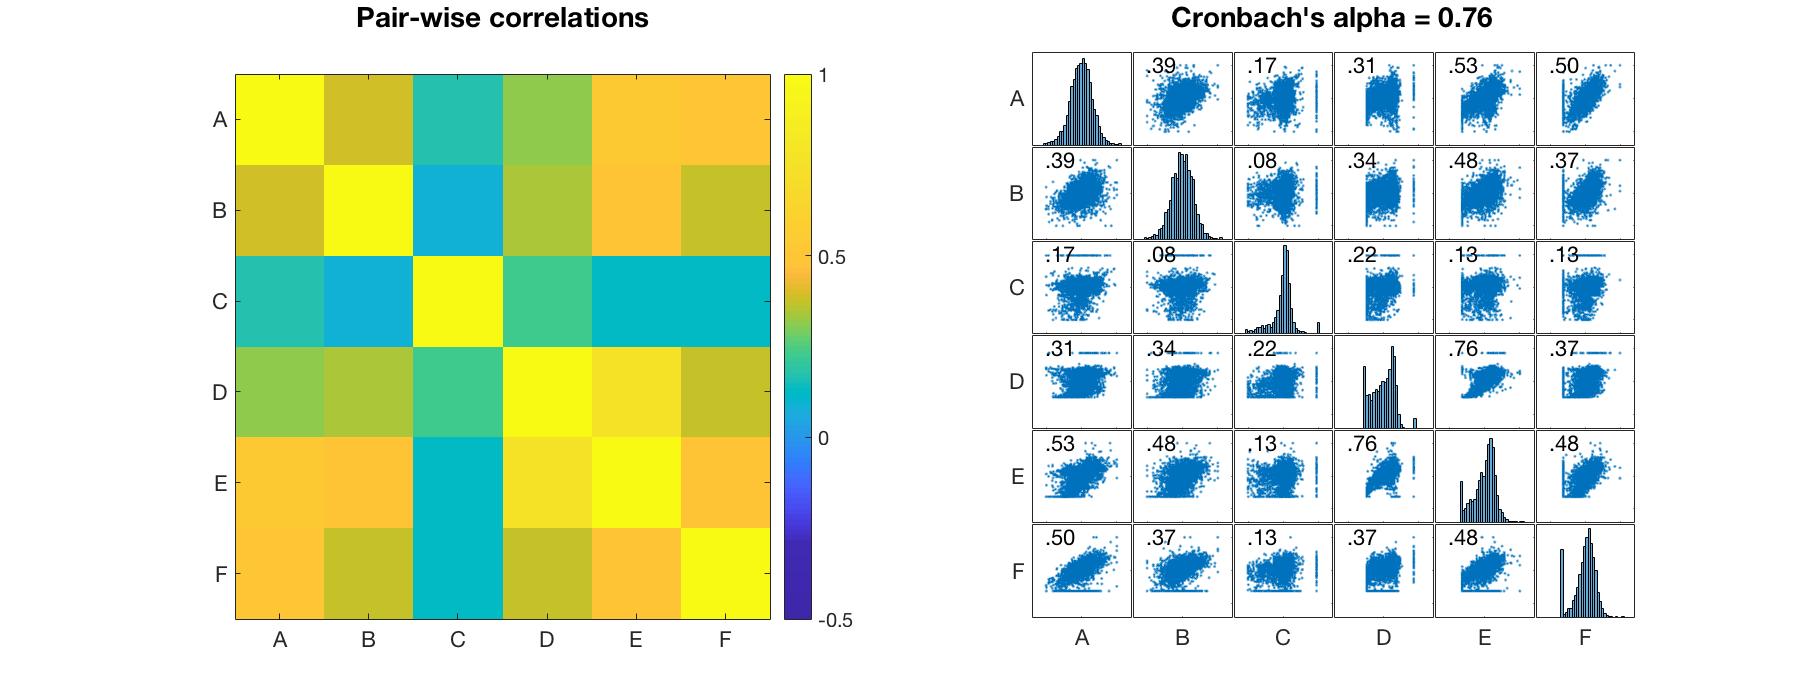 Pair-wise correlations
A
B
C
D
E
F
A B C D E F
1
0.5
0
-0.5
Cronbach's alpha = 0.76
A .39 .17 .31 .53 .50
B .39 .08 .34 .48 .37
C .17 .08 .22 .13 .13
D .31 .34 .22 .76 .37
E .53 .48 .13 .76 .48
F .50 .37 .13 .37 .48
A B C D E F